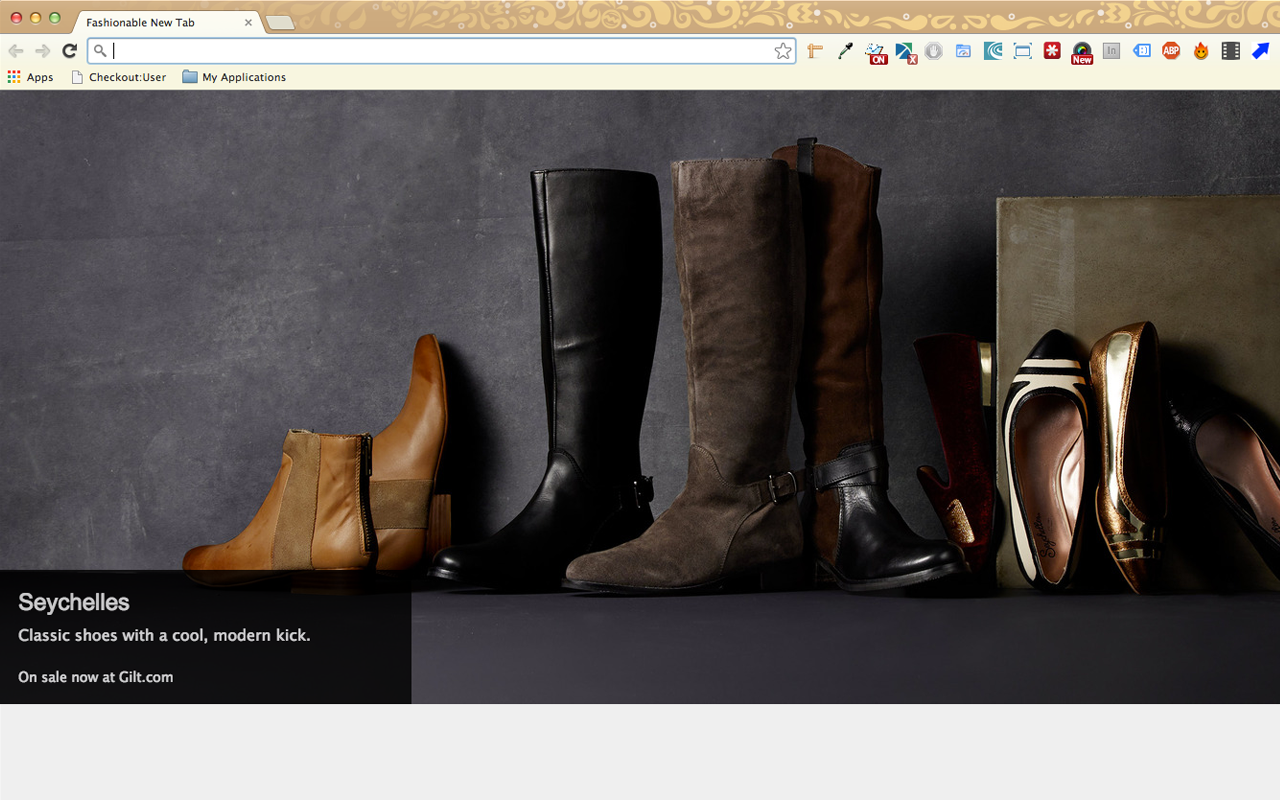 Fashionable New Tab
ON
X
New
In
ABP
Apps
Checkout:User
My Applications
Seychelles
Classic shoes with a cool, modern kick.
On sale now at Gilt.com